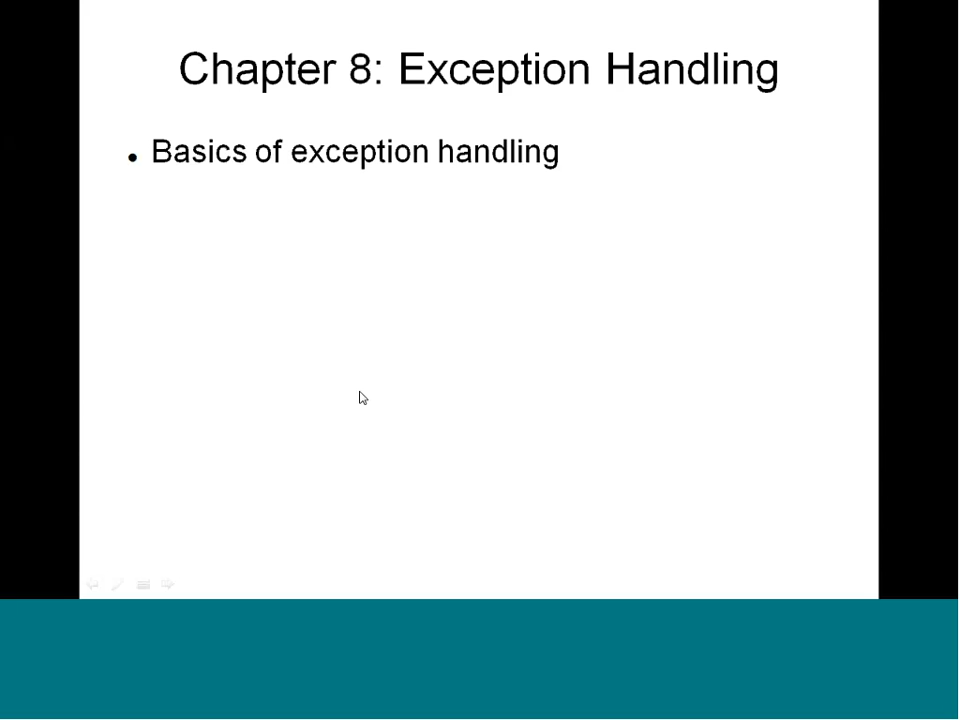 Chapter 8: Exception Handling
• Basics of exception handling